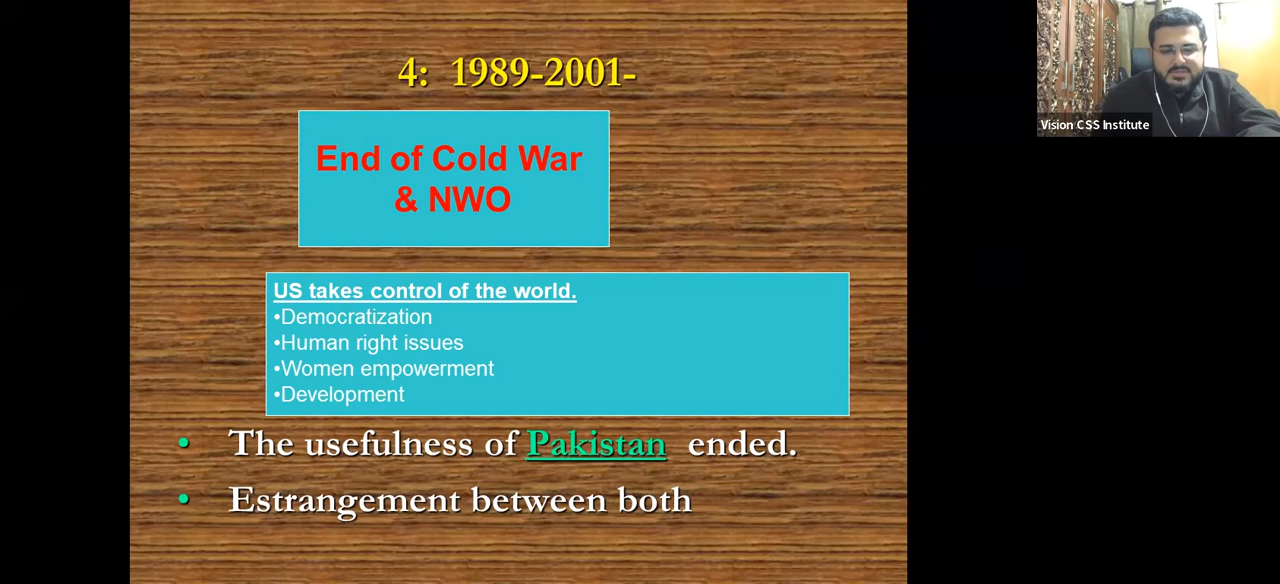 4: 1989-2001-
End of Cold War
& NWO
US takes control of the world.
•Democratization
•Human right issues
•Women empowerment
•Development
• The usefulness of Pakistan ended.
• Estrangement between both
Vision CSS Institute